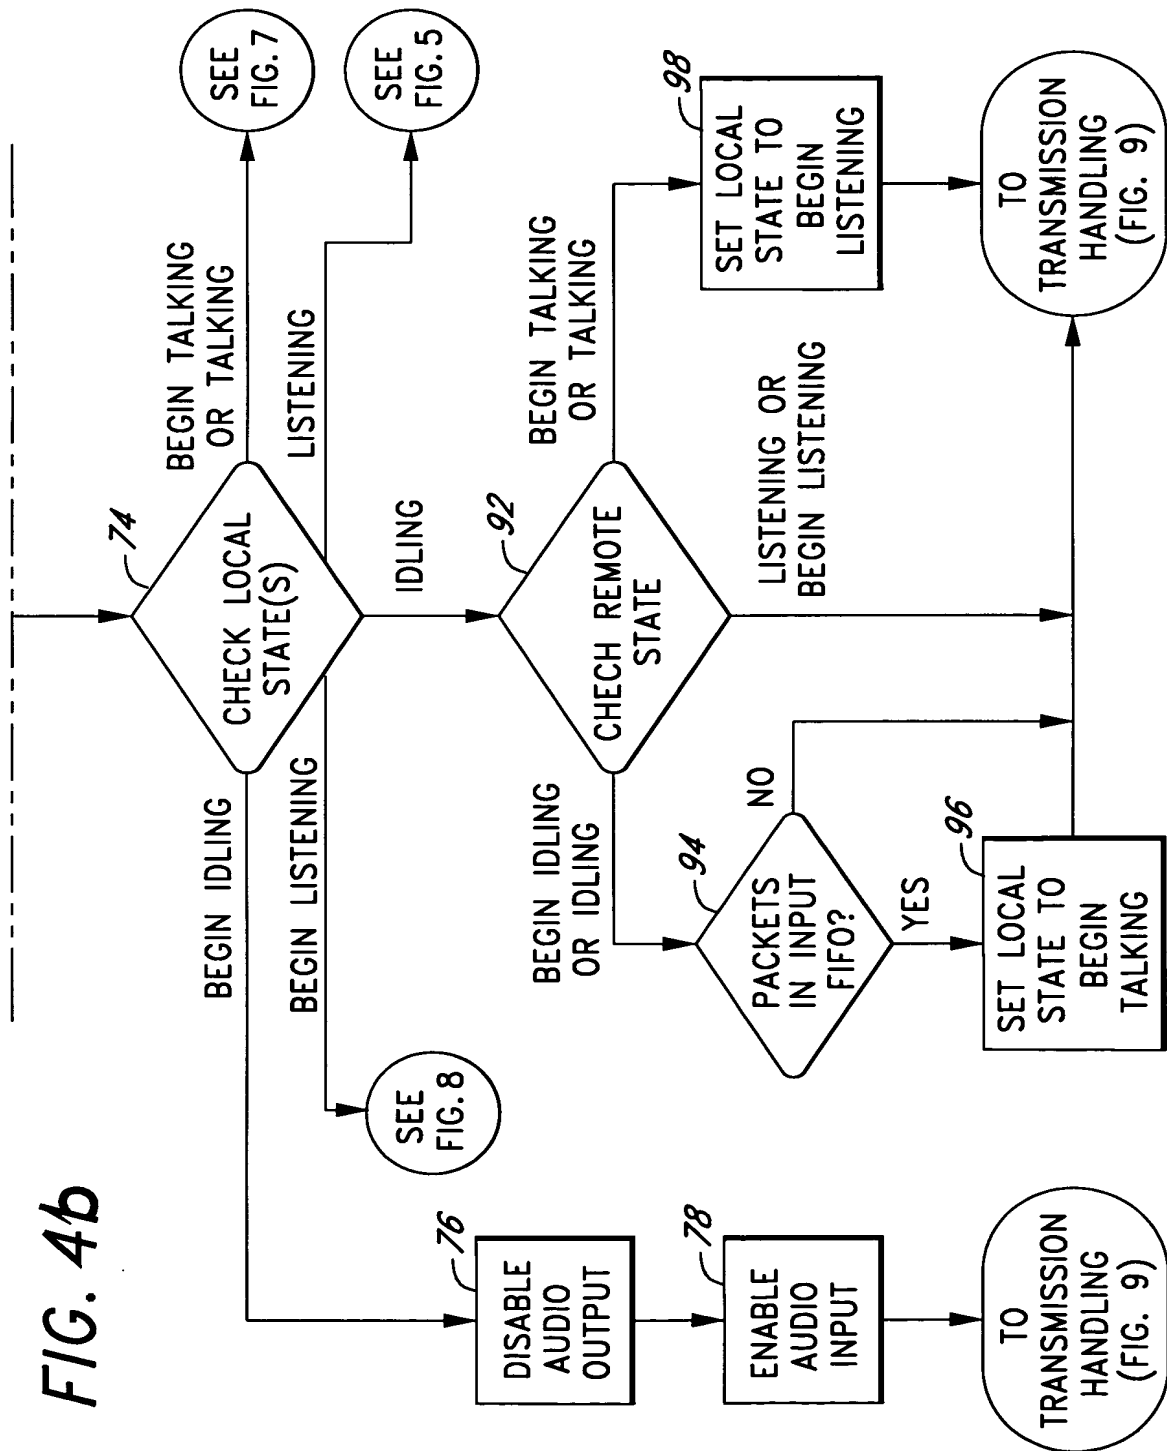 FIG. 4b
74
CHECK LOCAL
STATE(S)
BEGIN TALKING
OR TALKING
SEE
FIG. 7
LISTENING
SEE
FIG. 5
BEGIN IDLING
BEGIN LISTENING
SEE
FIG. 8
IDLING
76
DISABLE
AUDIO
OUTPUT
78
ENABLE
AUDIO
INPUT
TO
TRANSMISSION
HANDLING
(FIG. 9)
92
CHECH REMOTE
STATE
BEGIN IDLING
OR IDLING
94
PACKETS
IN INPUT
FIFO?
NO
YES
96
SET LOCAL
STATE TO
BEGIN
TALKING
LISTENING OR
BEGIN LISTENING
BEGIN TALKING
OR TALKING
98
SET LOCAL
STATE TO
BEGIN
LISTENING
TO
TRANSMISSION
HANDLING
(FIG. 9)